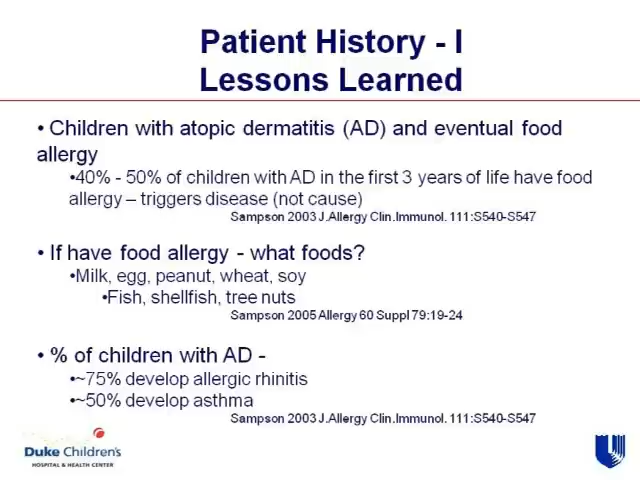 Patient History - I
Lessons Learned
• Children with atopic dermatitis (AD) and eventual food
allergy
•40% - 50% of children with AD in the first 3 years of life have food
allergy – triggers disease (not cause)
Sampson 2003 J.Allergy Clin.Immunol. 111:S540-S547
• If have food allergy - what foods?
•Milk, egg, peanut, wheat, soy
•Fish, shellfish, tree nuts
Sampson 2005 Allergy 60 Suppl 79:19-24
• % of children with AD -
•~75% develop allergic rhinitis
•~50% develop asthma
Sampson 2003 J.Allergy Clin.Immunol. 111:S540-S547
Duke Children's
HOSPITAL & HEALTH CENTER